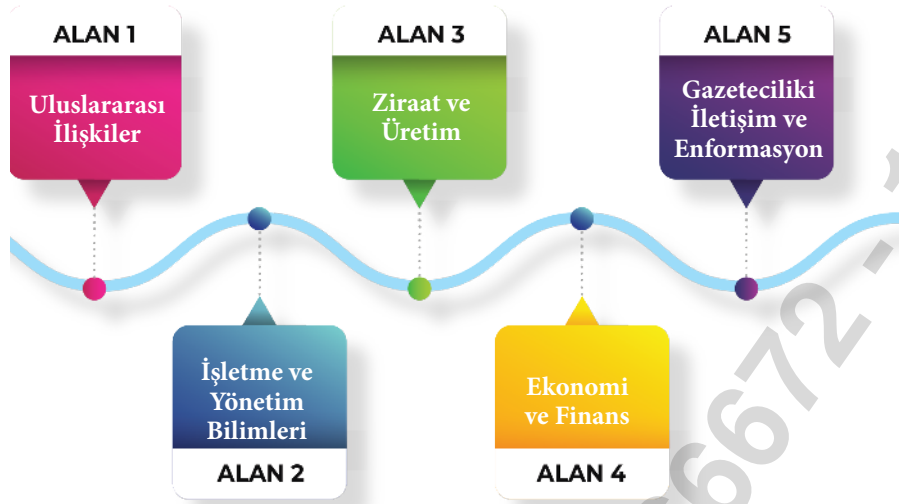 ALAN 1
Uluslararası
İlişkiler
ALAN 3
Ziraat ve
Üretim
ALAN 5
Gazeteciliki
İletişim ve
Enformasyon
İşletme ve
Yönetim
Bilimleri
ALAN 2
Ekonomi
ve Finans
ALAN 4